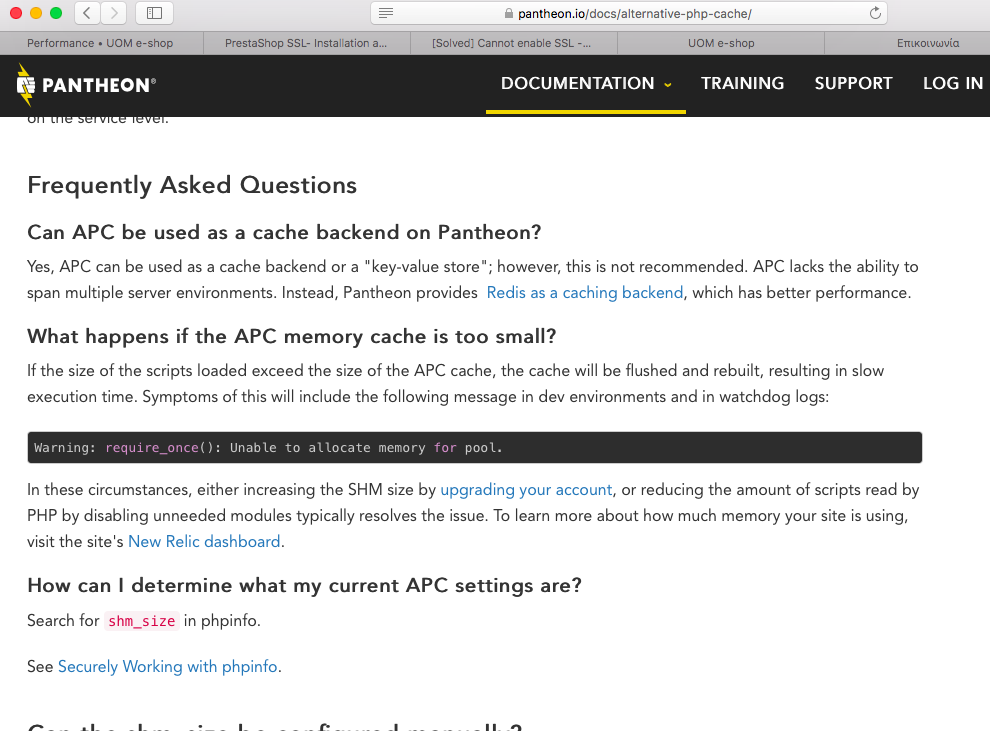 pantheon.io/docs/alternative-php-cache/
Performance • UOM e-shop
PrestaShop SSL- Installation a...
[Solved] Cannot enable SSL -...
UOM e-shop
Επικοινωνία
PANTHEON®
DOCUMENTATION
TRAINING
SUPPORT
LOG IN
on the service level.
Frequently Asked Questions
Can APC be used as a cache backend on Pantheon?
Yes, APC can be used as a cache backend or a "key-value store"; however, this is not recommended. APC lacks the ability to
span multiple server environments. Instead, Pantheon provides Redis as a caching backend, which has better performance.
What happens if the APC memory cache is too small?
If the size of the scripts loaded exceed the size of the APC cache, the cache will be flushed and rebuilt, resulting in slow
execution time. Symptoms of this will include the following message in dev environments and in watchdog logs:
Warning: require_once(): Unable to allocate memory for pool.
In these circumstances, either increasing the SHM size by upgrading your account, or reducing the amount of scripts read by
PHP by disabling unneeded modules typically resolves the issue. To learn more about how much memory your site is using,
visit the site's New Relic dashboard.
How can I determine what my current APC settings are?
Search for shm_size in phpinfo.
See Securely Working with phpinfo.
Can the shm_size be configured manually?